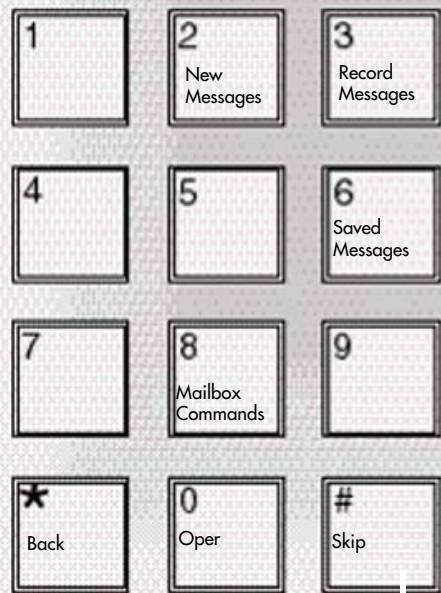 1
2
New
Messages
3
Record
Messages
4
5
6
Saved
Messages
7
8
Mailbox
Commands
9
*
Back
0
Oper
#
Skip